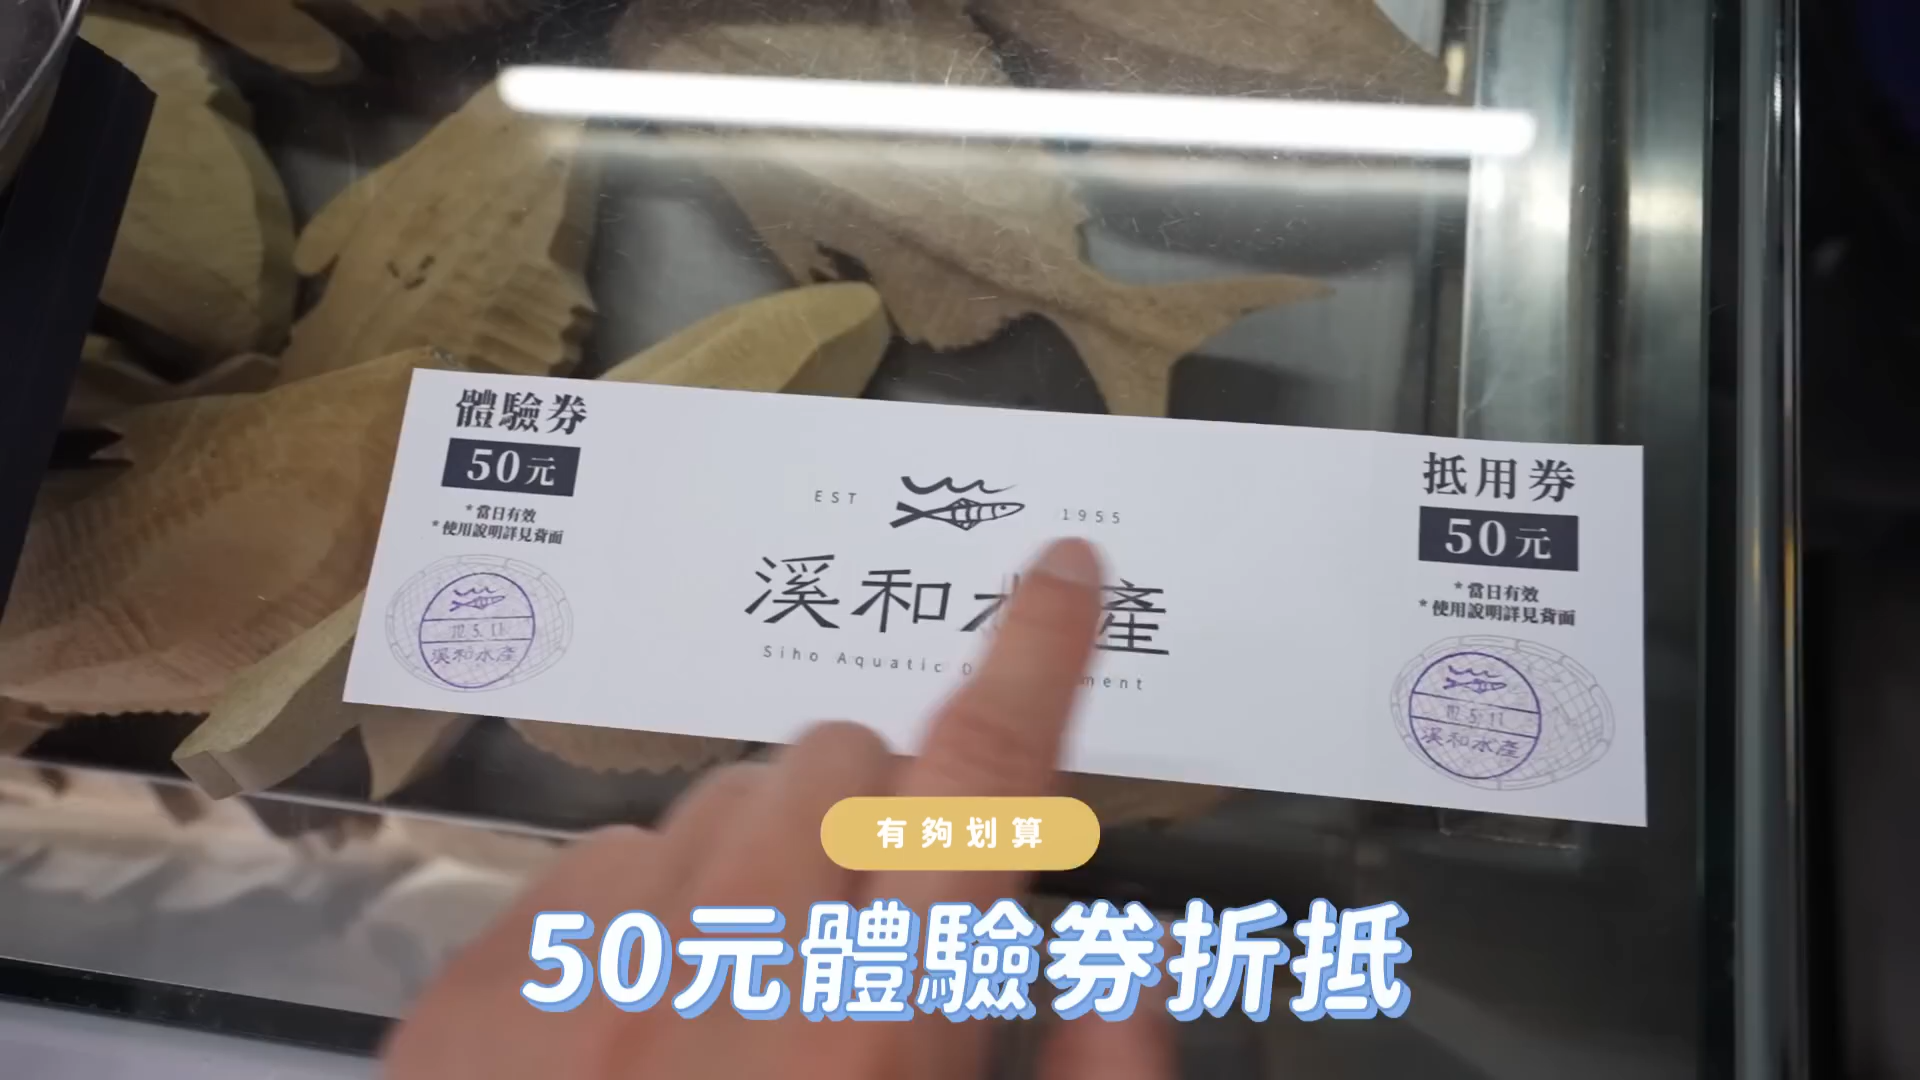 體驗券
50元
*當日有效
*使用說明詳見背面
溪和水產
EST
1955
溪和 產
Siho Aquatic
ment
抵用券
50元
*當日有效
*使用說明詳見背面
溪和水產
有夠划算
50元體驗券折抵